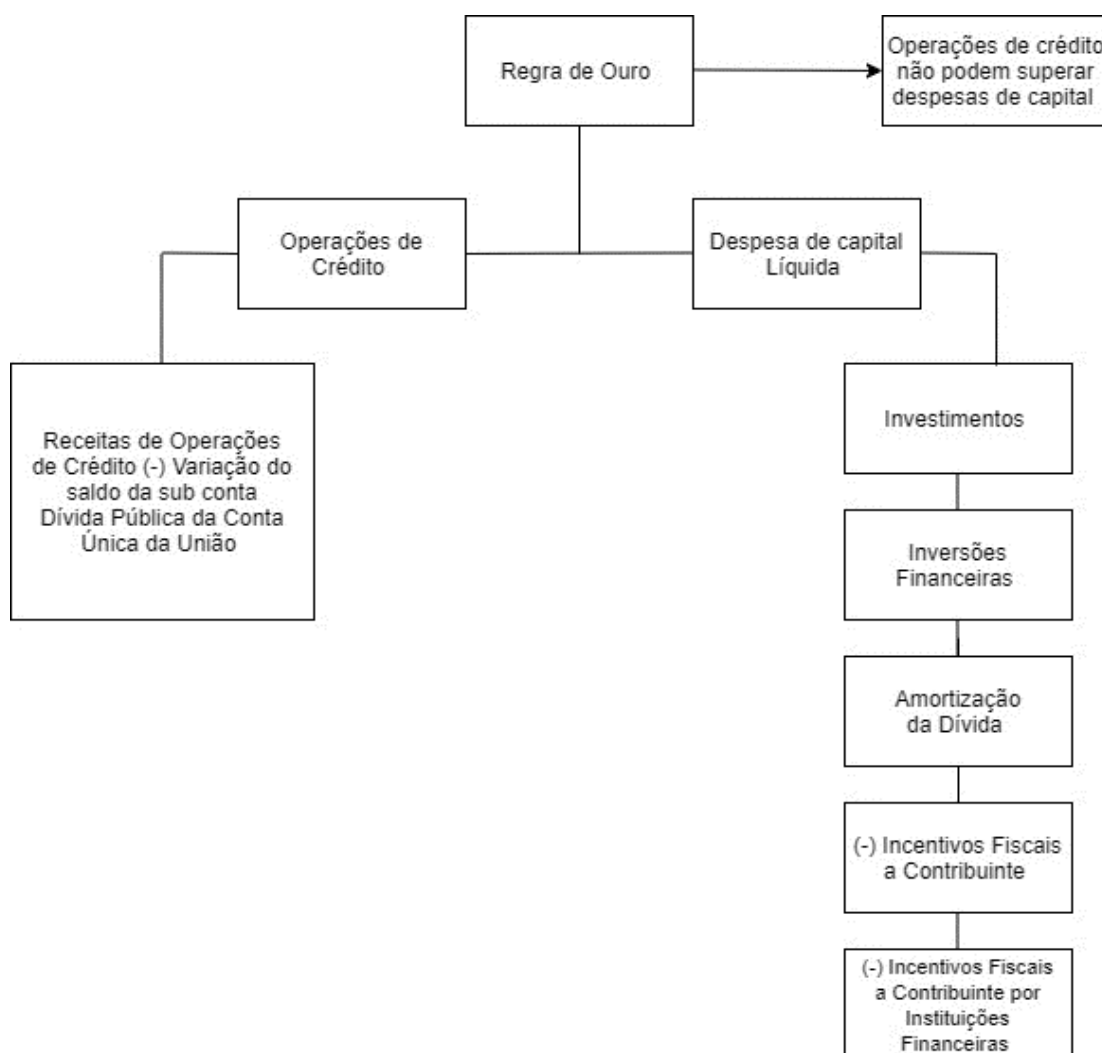 Regra de Ouro
Operações de crédito
não podem superar
despesas de capital
Operações de
Crédito
Despesa de capital
Líquida
Receitas de Operações
de Crédito (-) Variação do
saldo da sub conta
Dívida Pública da Conta
Única da União
Investimentos
Inversões
Financeiras
Amortização
da Dívida
(-) Incentivos Fiscais
a Contribuinte
(-) Incentivos Fiscais
a Contribuinte por
Instituições
Financeiras